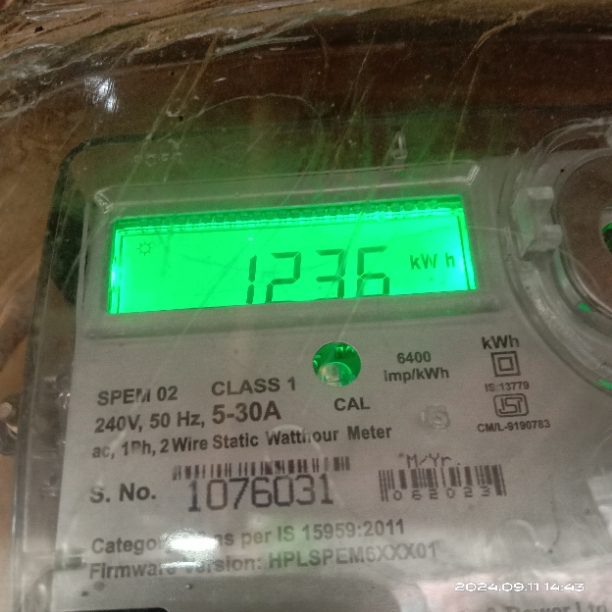 1236 kWh
6400
imp/kWh
kWh
IS:13779
CM/L-9190783
SPEM 02 CLASS 1
240V, 50 Hz, 5-30A
CAL
ac, 1Ph, 2 Wire Static Watthour Meter
M/Yr.
S. No. 1076031
062023
per IS 15959:2011
Firmware version: HPLSPEM6XXX01
2024.09.11 14:43